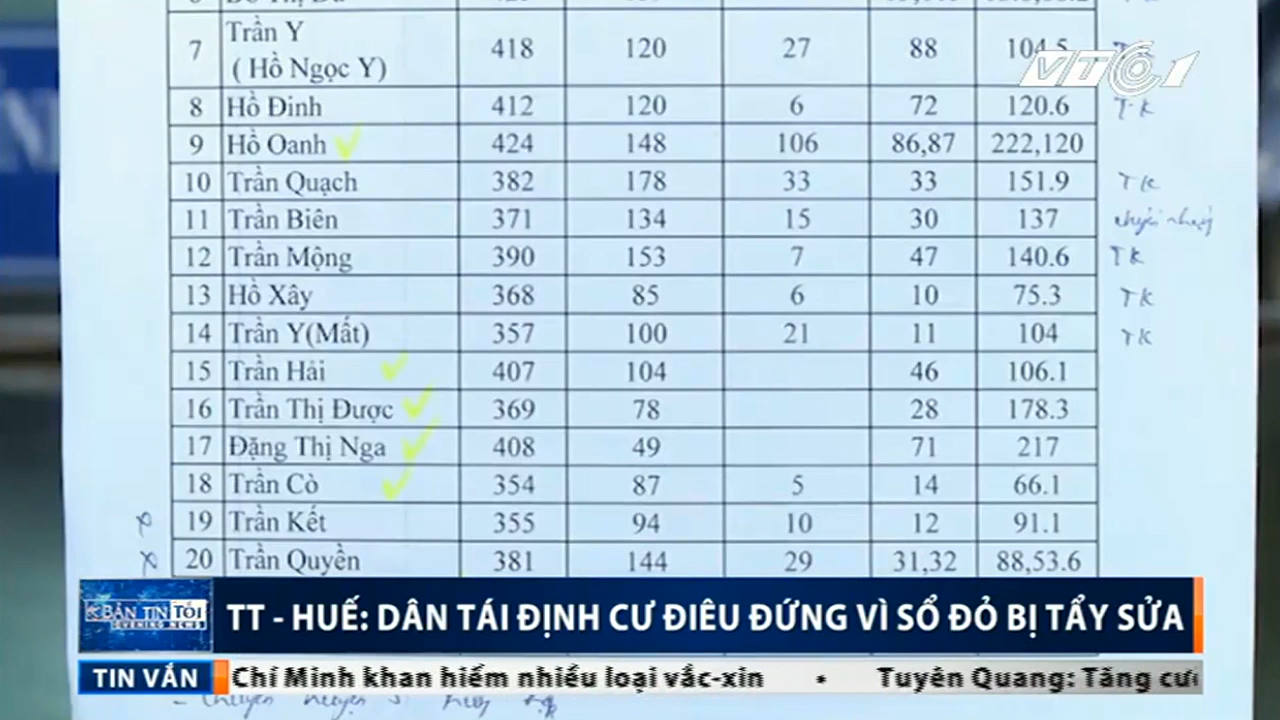 7 Trần Y ( Hồ Ngọc Y) 418 120 27 88 104.5
VTC1
8 Hồ Đinh 412 120 6 72 120.6 TK
9 Hồ Oanh 424 148 106 86,87 222,120
10 Trần Quạch 382 178 33 33 151.9 TK
11 Trần Biên 371 134 15 30 137
12 Trần Mộng 390 153 7 47 140.6 TK
13 Hồ Xây 368 85 6 10 75.3 TK
14 Trần Y(Mất) 357 100 21 11 104 TK
15 Trần Hải 407 104 46 106.1
16 Trần Thị Được 369 78 28 178.3
17 Đặng Thị Nga 408 49 71 217
18 Trần Cò 354 87 5 14 66.1
19 Trần Kết 355 94 10 12 91.1
20 Trần Quyền 381 144 29 31,32 88,53.6
BẢN TIN TỐI
EVENING NEWS
TT - HUẾ: DÂN TÁI ĐỊNH CƯ ĐIÊU ĐỨNG VÌ SỔ ĐỎ BỊ TẨY SỬA
TIN VẮN Chí Minh khan hiếm nhiều loại vắc-xin • Tuyên Quang: Tăng cườ